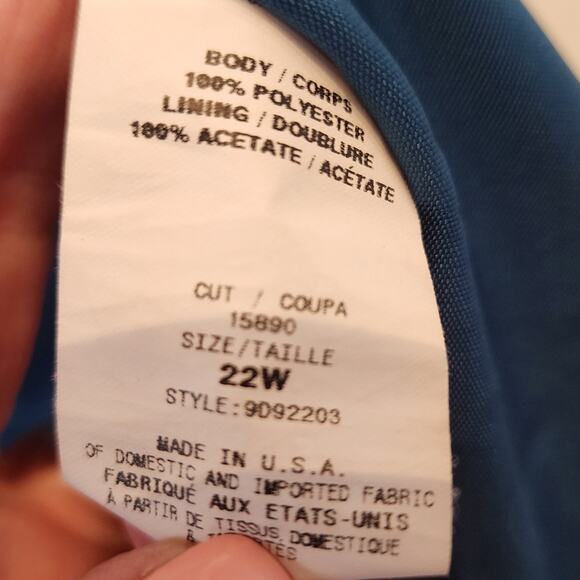 BODY / CORPS
100% POLYESTER
LINING / DOUBLURE
100% ACETATE / ACÉTATE
CUT / COUPA
15890
SIZE/TAILLE
22W
STYLE:9D92203
MADE IN U.S.A.
OF DOMESTIC AND IMPORTED FABRIC
FABRIQUÉ AUX ETATS-UNIS
À PARTIR DE TISSUS DOMESTIQUE
&